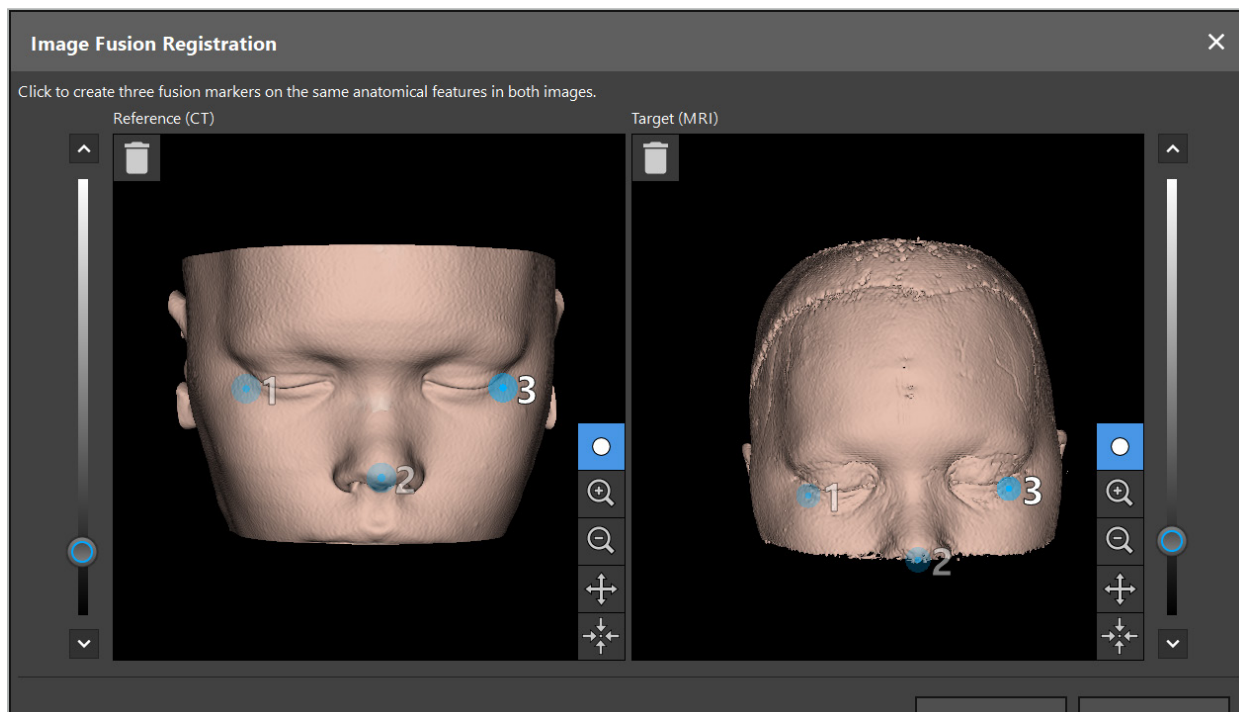 Image Fusion Registration
Click to create three fusion markers on the same anatomical features in both images.
Reference (CT)
Target (MRI)
1
3
2
1
3
2